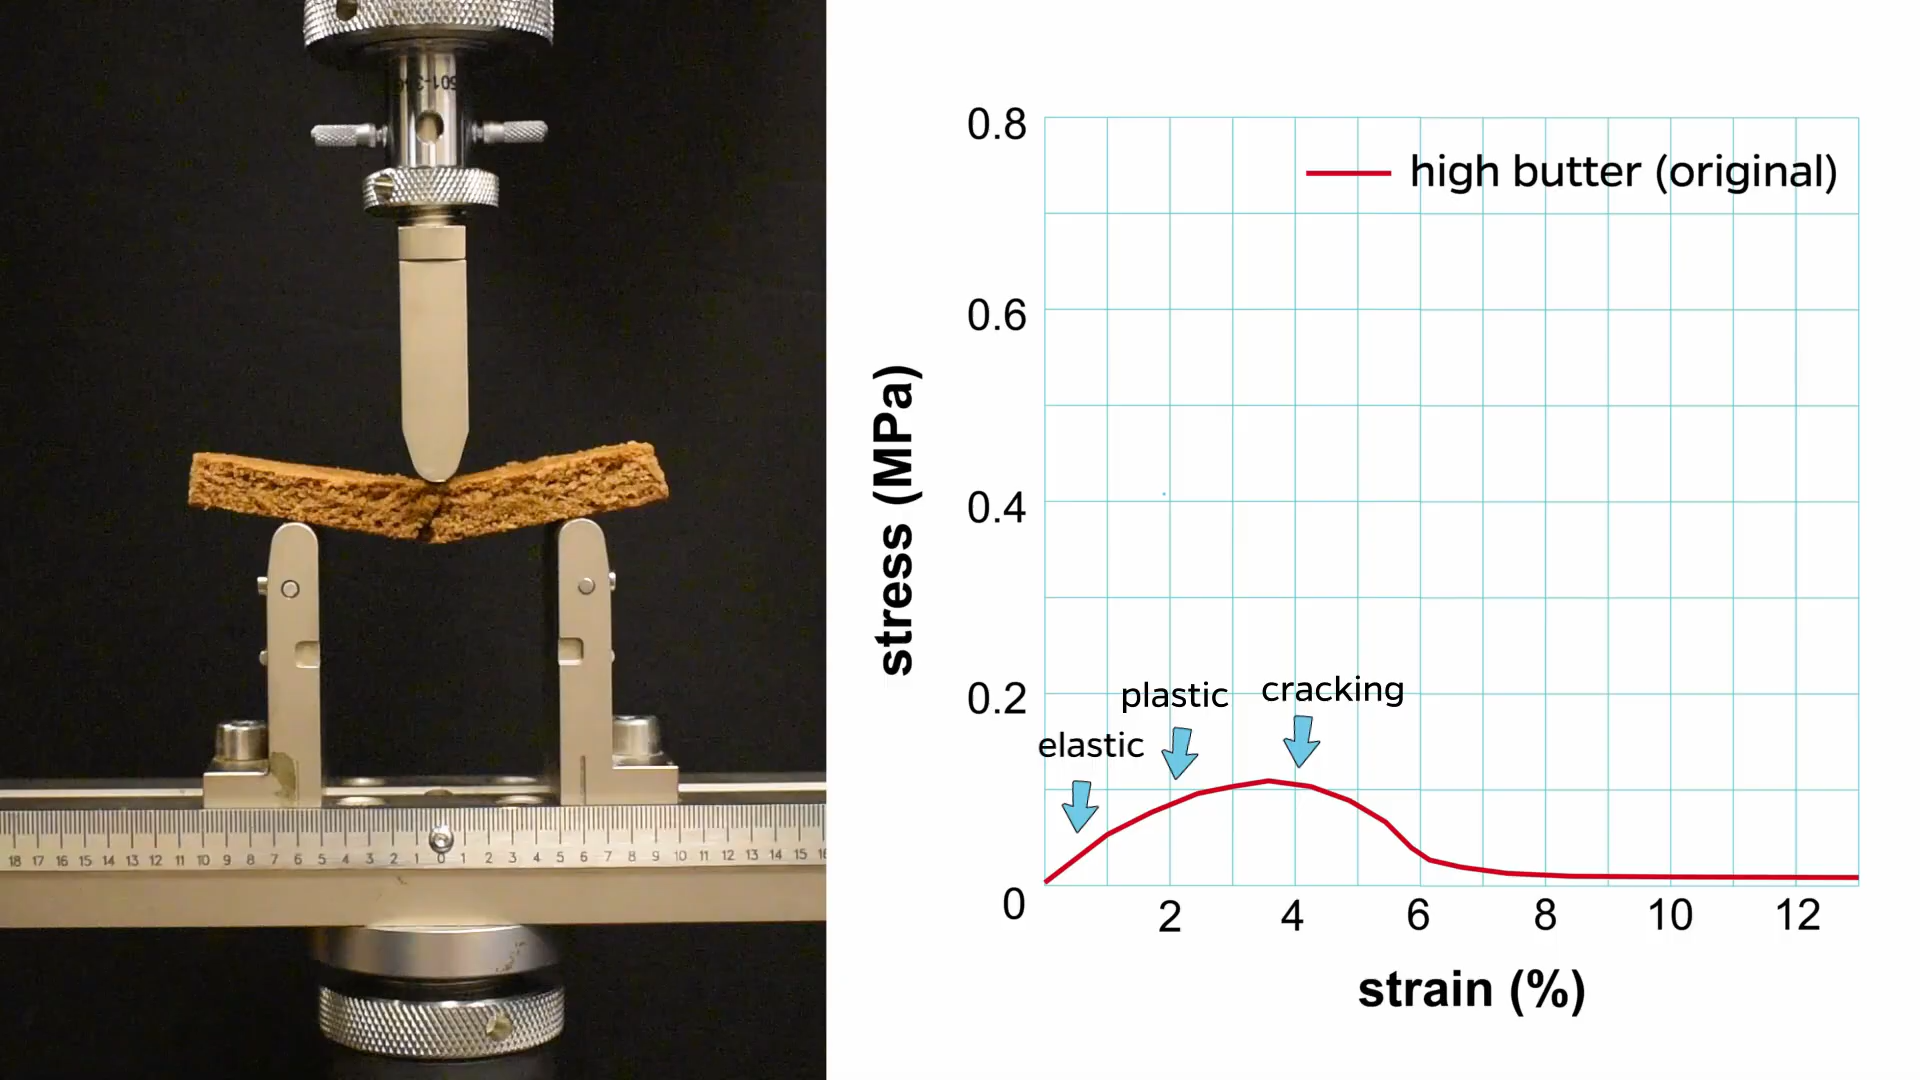 0.8
high butter (original)
0.6
0.4
stress (MPa)
0.2
plastic
cracking
elastic
0
2
4
6
8
10
12
strain (%)
18 17 16 15 14 13 12 11 10 9 8 7 6 5 4 3 2 1 0 1 2 3 4 5 6 7 8 9 10 11 12 13 14 15